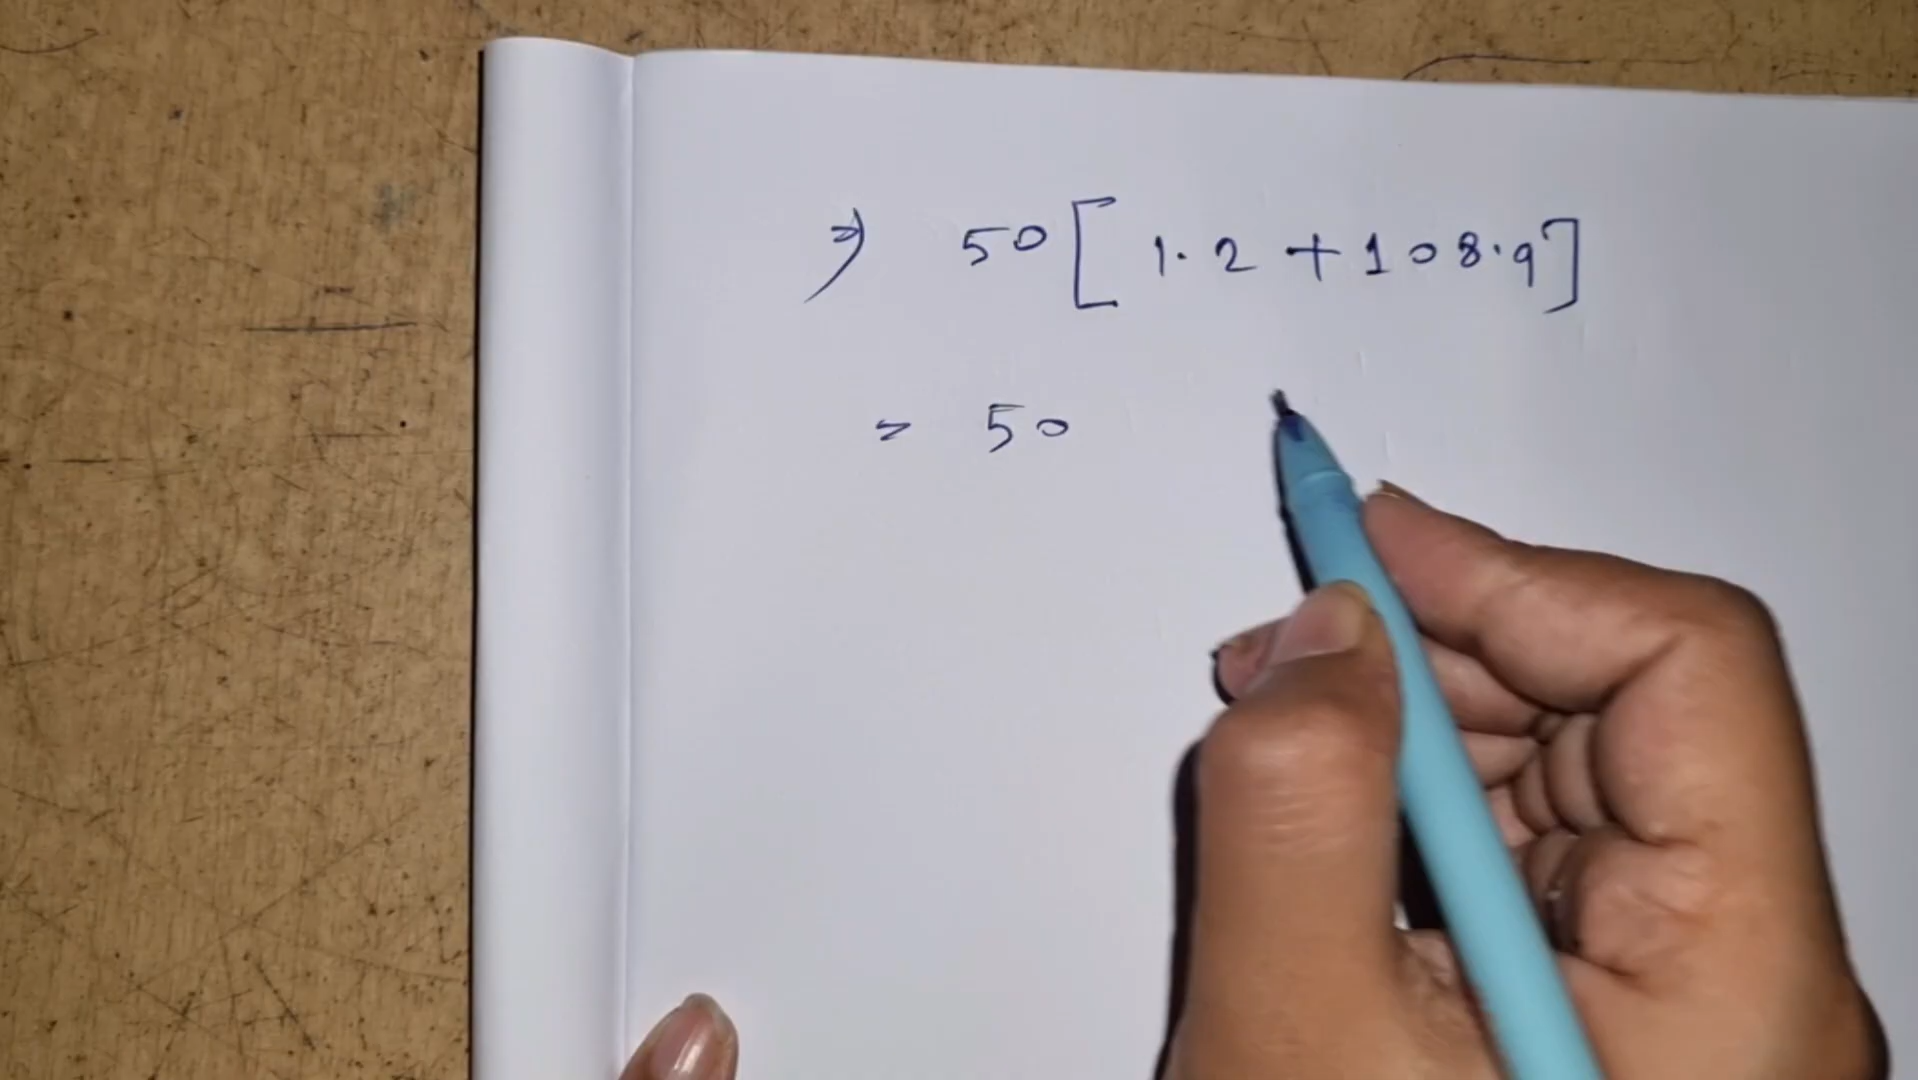 ⇒ 50 [ 1.2 + 108.9 ]
= 50